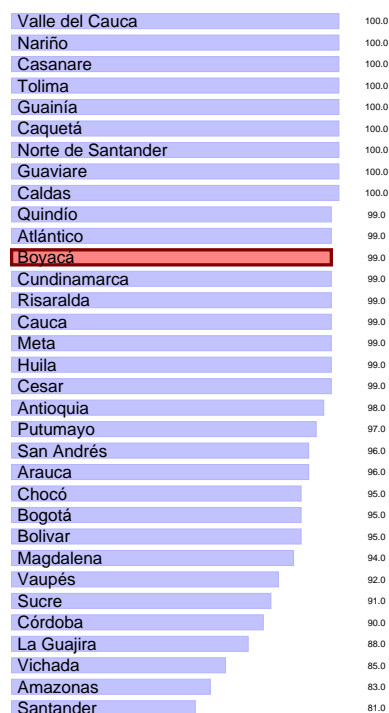 Valle del Cauca 100.0
Nariño 100.0
Casanare 100.0
Tolima 100.0
Guainía 100.0
Caquetá 100.0
Norte de Santander 100.0
Guaviare 100.0
Caldas 100.0
Quindío 99.0
Atlántico 99.0
Boyacá 99.0
Cundinamarca 99.0
Risaralda 99.0
Cauca 99.0
Meta 99.0
Huila 99.0
Cesar 99.0
Antioquia 98.0
Putumayo 97.0
San Andrés 96.0
Arauca 96.0
Chocó 95.0
Bogotá 95.0
Bolivar 95.0
Magdalena 94.0
Vaupés 92.0
Sucre 91.0
Córdoba 90.0
La Guajira 88.0
Vichada 85.0
Amazonas 83.0
Santander 81.0